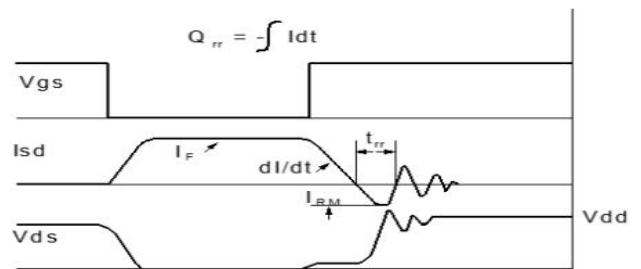 Q rr = -∫ Idt
Vgs
Isd
I F
dI/dt
t rr
I RM
Vds
Vdd